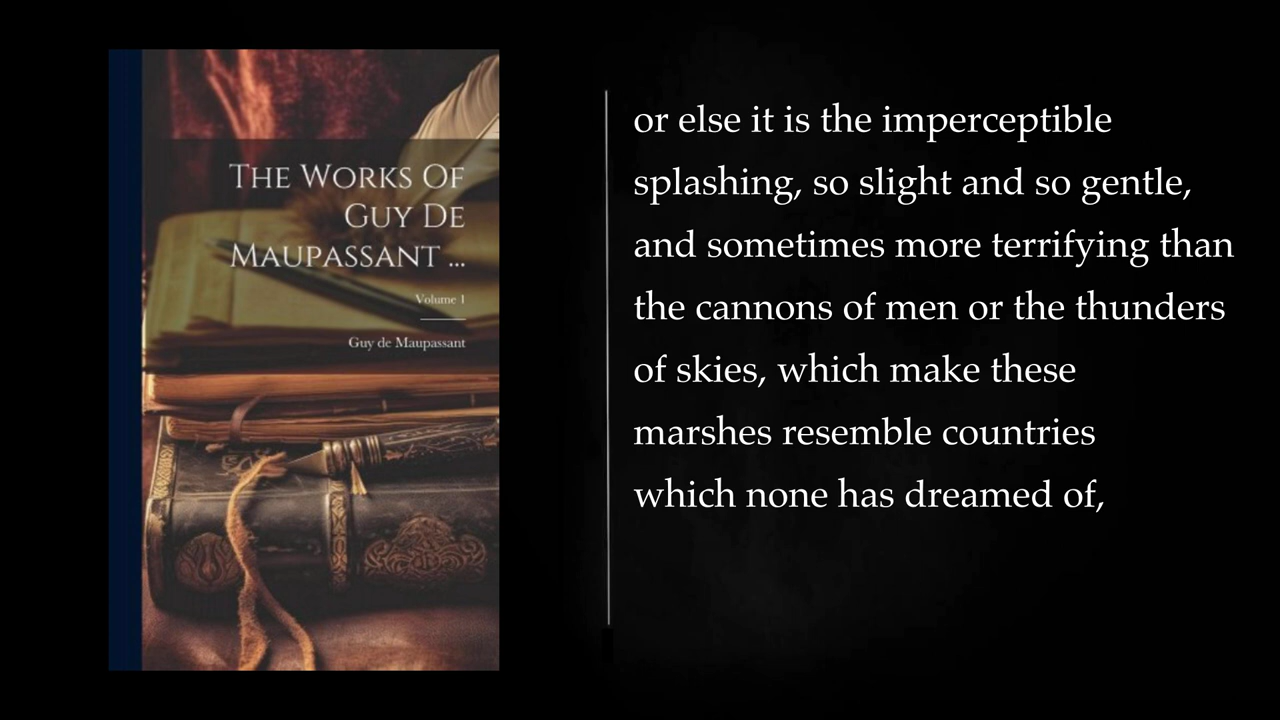 The Works Of
Guy De
Maupassant ...
Volume 1
Guy de Maupassant
or else it is the imperceptible
splashing, so slight and so gentle,
and sometimes more terrifying than
the cannons of men or the thunders
of skies, which make these
marshes resemble countries
which none has dreamed of,